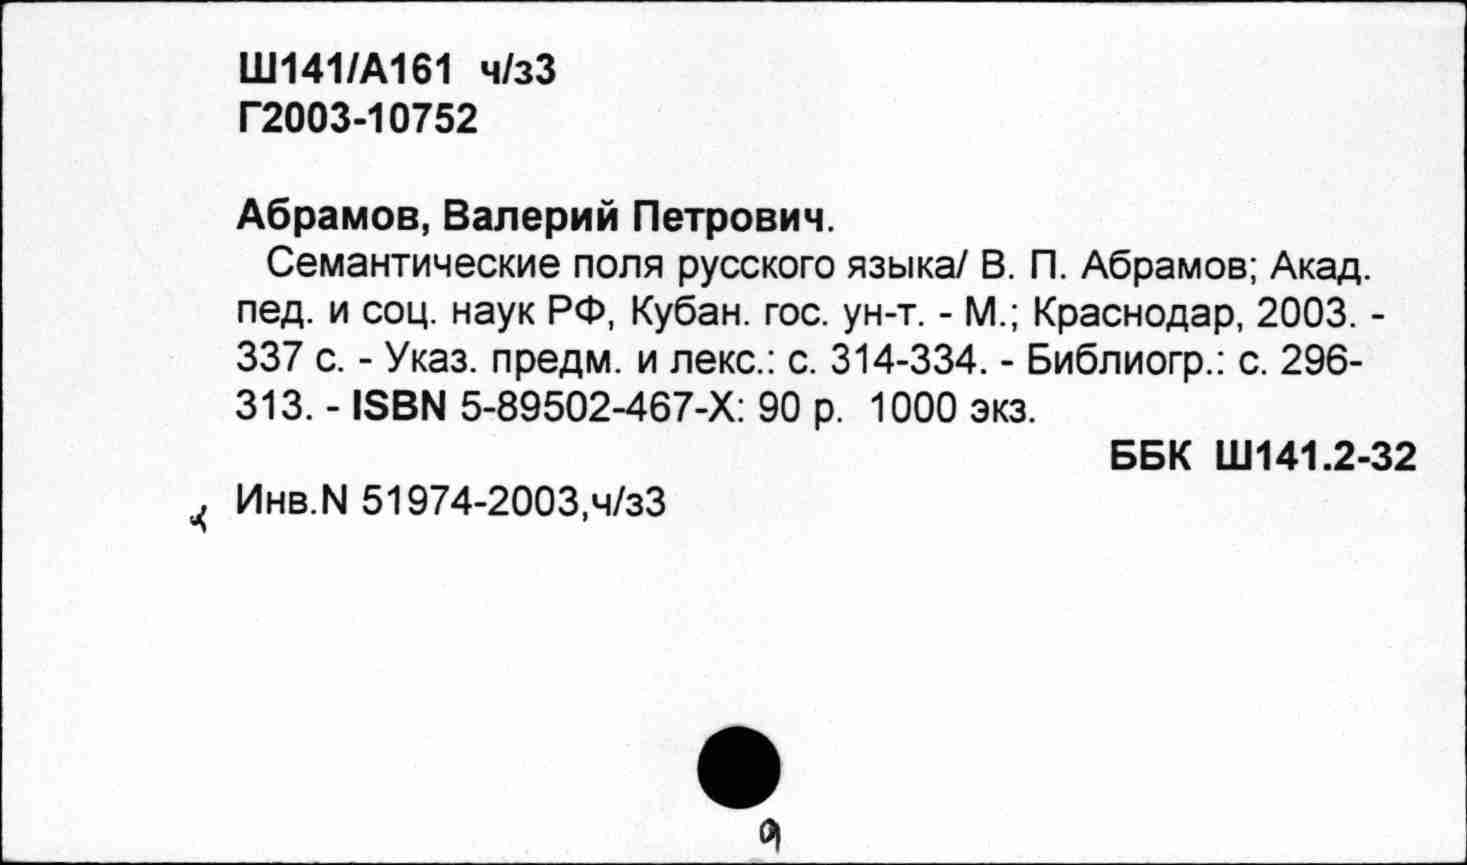 Ш141/А161 ч/з3
Г2003-10752
Абрамов, Валерий Петрович.
Семантические поля русского языка/ В. П. Абрамов; Акад.
пед. и соц. наук РФ, Кубан. гос. ун-т. - М.; Краснодар, 2003. -
337 с. - Указ. предм. и лекс.: с. 314-334. - Библиогр.: с. 296-
313. - ISBN 5-89502-467-X: 90 р. 1000 экз.
ББК Ш141.2-32
Инв.N 51974-2003,ч/з3